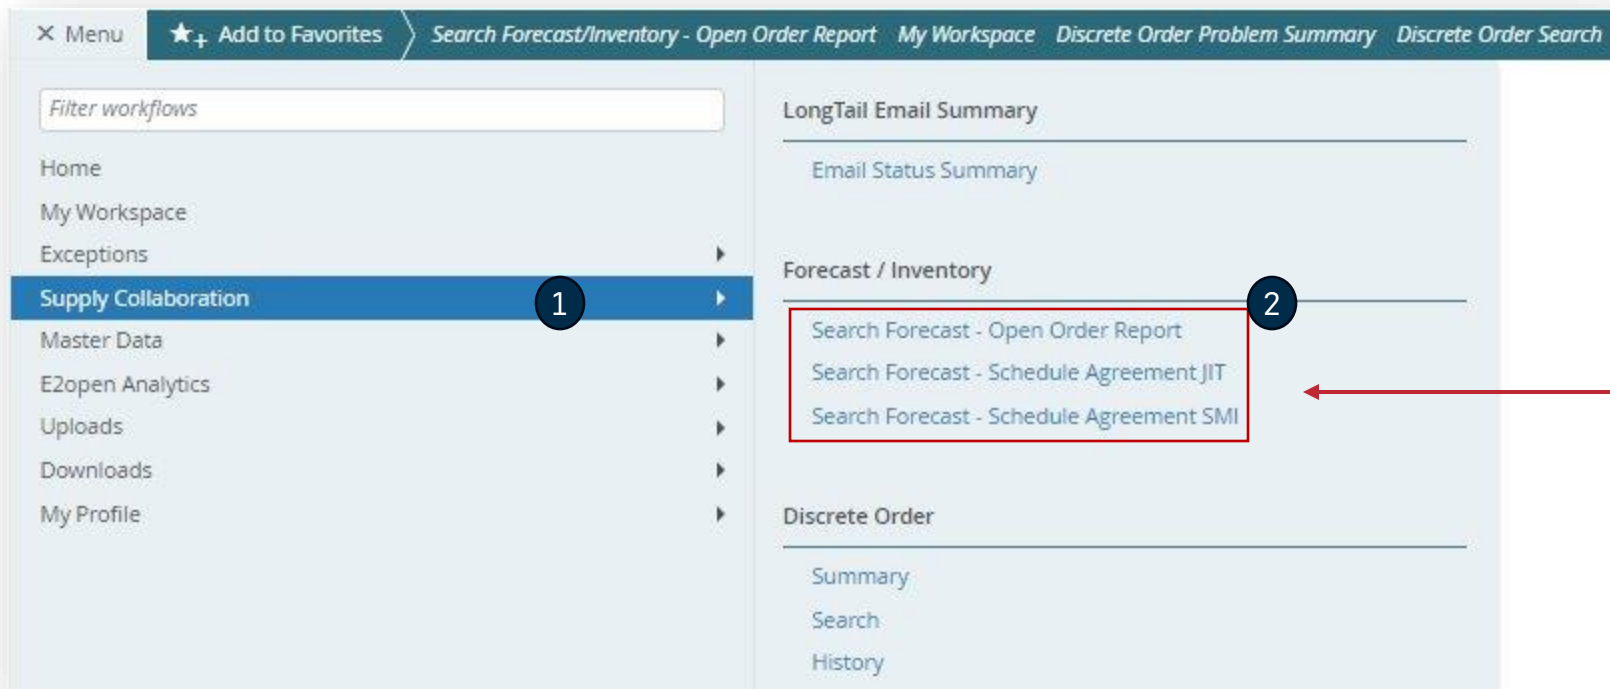 × Menu
Add to Favorites
Search Forecast/Inventory - Open Order Report My Workspace Discrete Order Problem Summary Discrete Order Search
Filter workflows
Home
My Workspace
Exceptions
Supply Collaboration
1
Master Data
E2open Analytics
Uploads
Downloads
My Profile
LongTail Email Summary
Email Status Summary
Forecast / Inventory
2
Search Forecast - Open Order Report
Search Forecast - Schedule Agreement JIT
Search Forecast - Schedule Agreement SMI
Discrete Order
Summary
Search
History